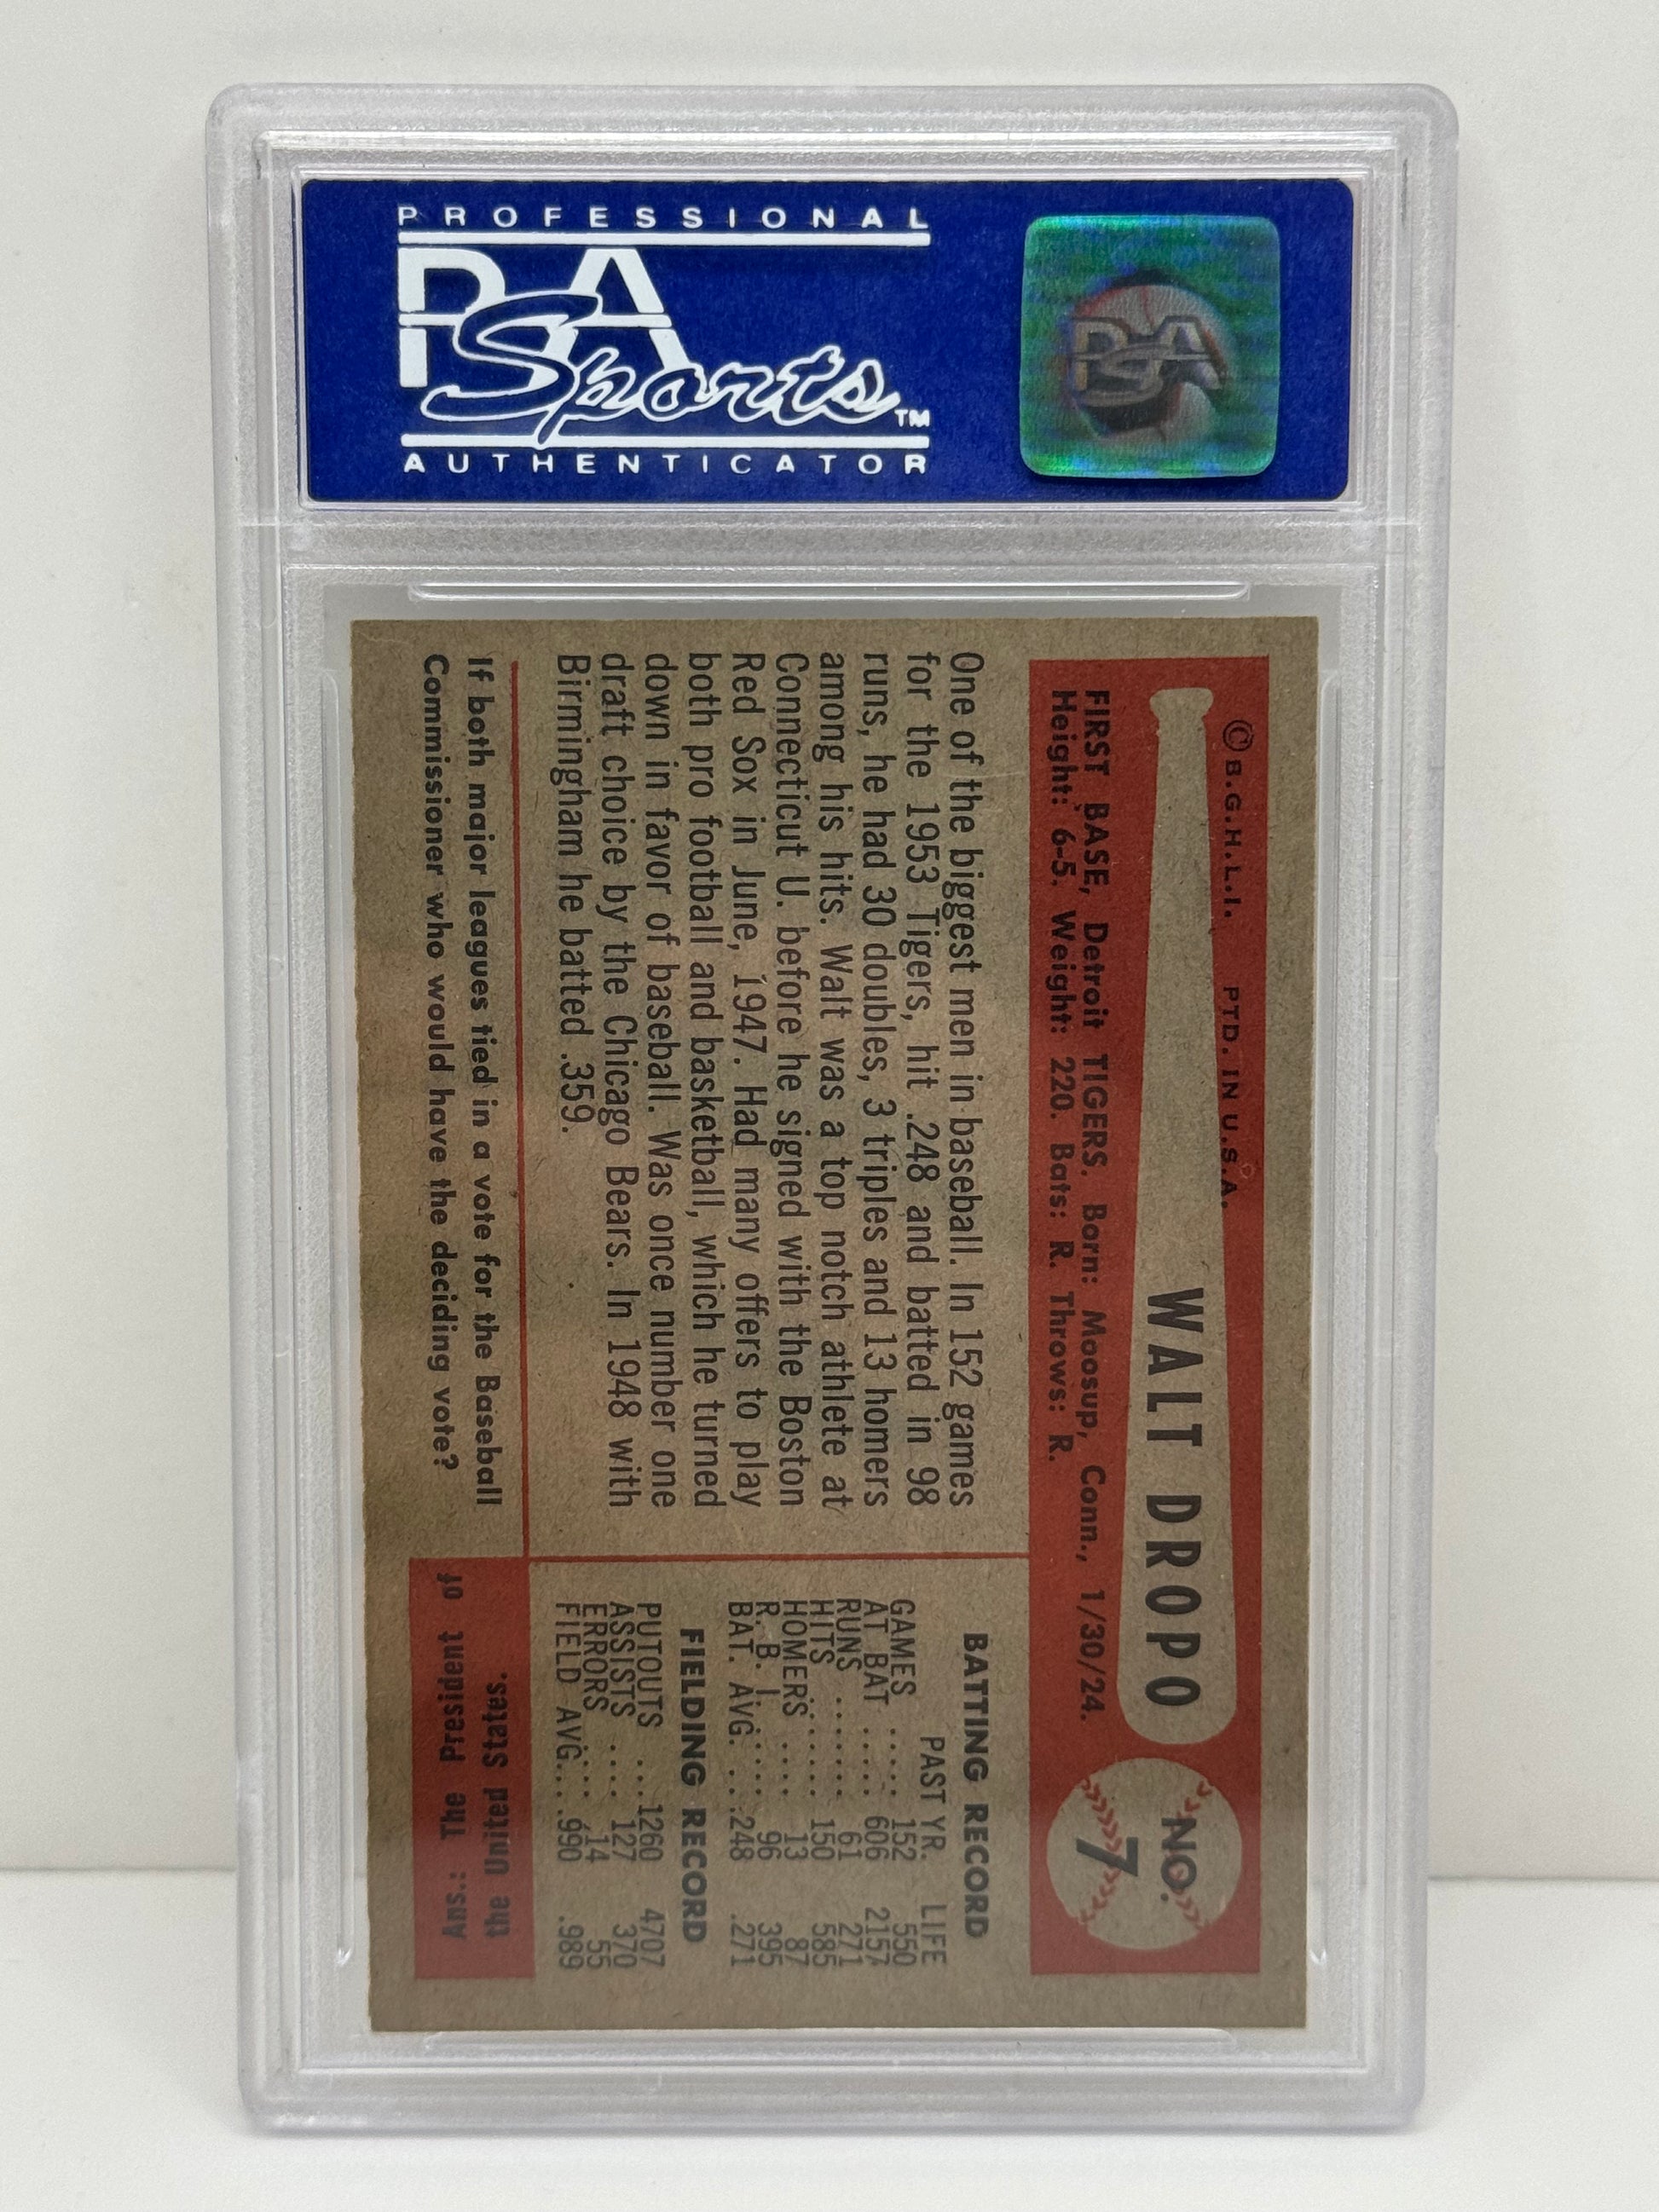 PROFESSIONAL
PSA
Sports™
AUTHENTICATOR
PSA
© B.G.H.L.I. PTD. IN U.S.A.
WALT DROPO
NO.
7
FIRST BASE, Detroit TIGERS. Born: Moosup, Conn., 1/30/24.
Height: 6-5. Weight: 220. Bats: R. Throws: R.
One of the biggest men in baseball. In 152 games
for the 1953 Tigers, hit .248 and batted in 98
runs, he had 30 doubles, 3 triples and 13 homers
among his hits. Walt was a top notch athlete at
Connecticut U. before he signed with the Boston
Red Sox in June, 1947. Had many offers to play
both pro football and basketball, which he turned
down in favor of baseball. Was once number one
draft choice by the Chicago Bears. In 1948 with
Birmingham he batted .359.
BATTING RECORD
PAST YR. LIFE
GAMES ..... 152 550
AT BAT ..... 606 2157
RUNS ....... 61 271
HITS ....... 150 585
HOMERS ..... 13 87
R. B. I. ..... 96 395
BAT. AVG. ... .248 .271
FIELDING RECORD
PUTOUTS ... 1260 4707
ASSISTS .... 127 370
ERRORS .... 14 55
FIELD AVG... .990 .989
If both major leagues tied in a vote for the Baseball
Commissioner who would have the deciding vote?
Ans.: The President of
the United States.